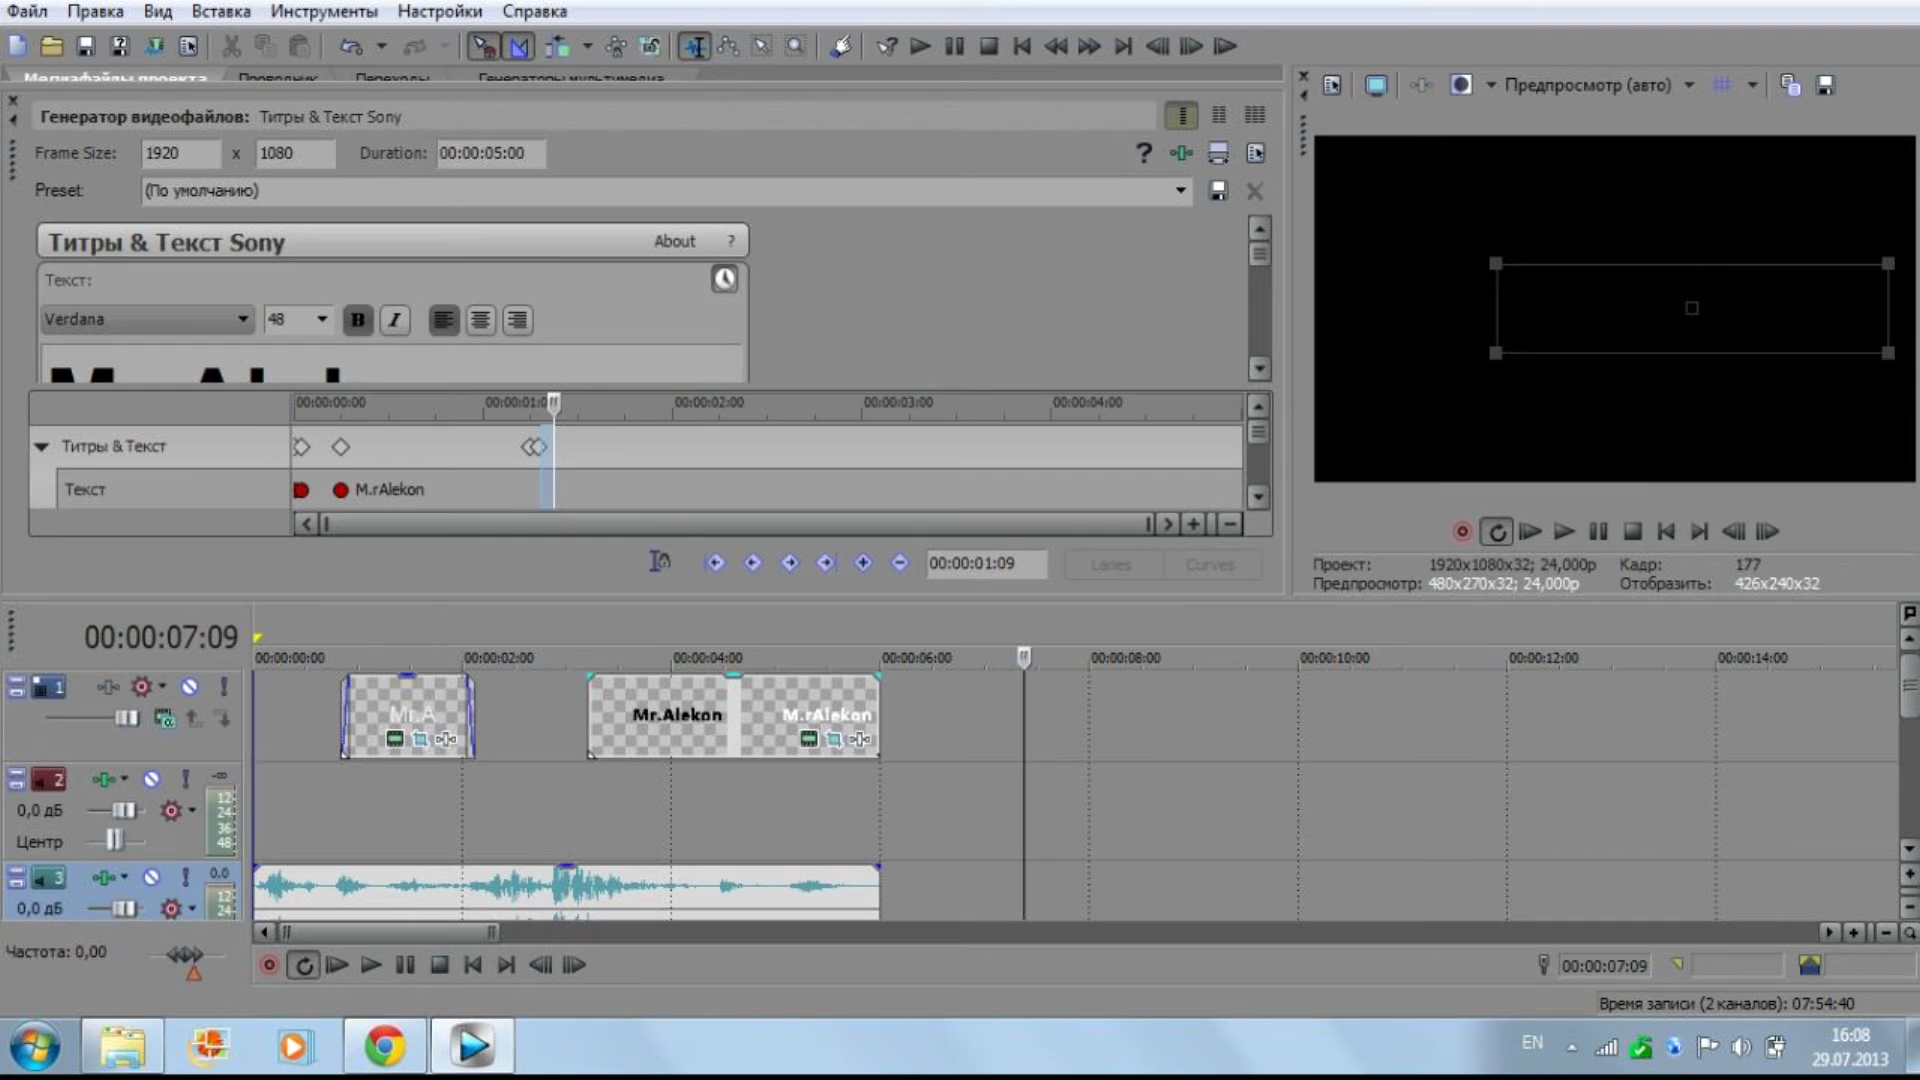 Файл Правка Вид Вставка Инструменты Настройки Справка
Медиафайлы проекта Проводник Переходы Генераторы мультимедиа
Генератор видеофайлов: Титры & Текст Sony
Frame Size: 1920 x 1080 Duration: 00:00:05:00
Preset: (По умолчанию)
Титры & Текст Sony About ?
Текст:
Verdana 48 B I
00:00:00:00 00:00:02:00 00:00:03:00 00:00:04:00
Титры & Текст
Текст M.rAlekon
00:00:01:09 Lanes Curves
Предпросмотр (авто)
Проект: 1920x1080x32; 24,000p Кадр: 177
Предпросмотр: 480x270x32; 24,000p Отобразить: 426x240x32
00:00:07:09
00:00:00:00 00:00:02:00 00:00:04:00 00:00:06:00 00:00:08:00 00:00:10:00 00:00:12:00 00:00:14:00
1
Mr.A Mr.Alekon M.rAlekon
2
0,0 дБ
12
24
36
48
Центр
3 0.0
0,0 дБ
12
24
Частота: 0,00
00:00:07:09
Время записи (2 каналов): 07:54:40
EN
16:08
29.07.2013